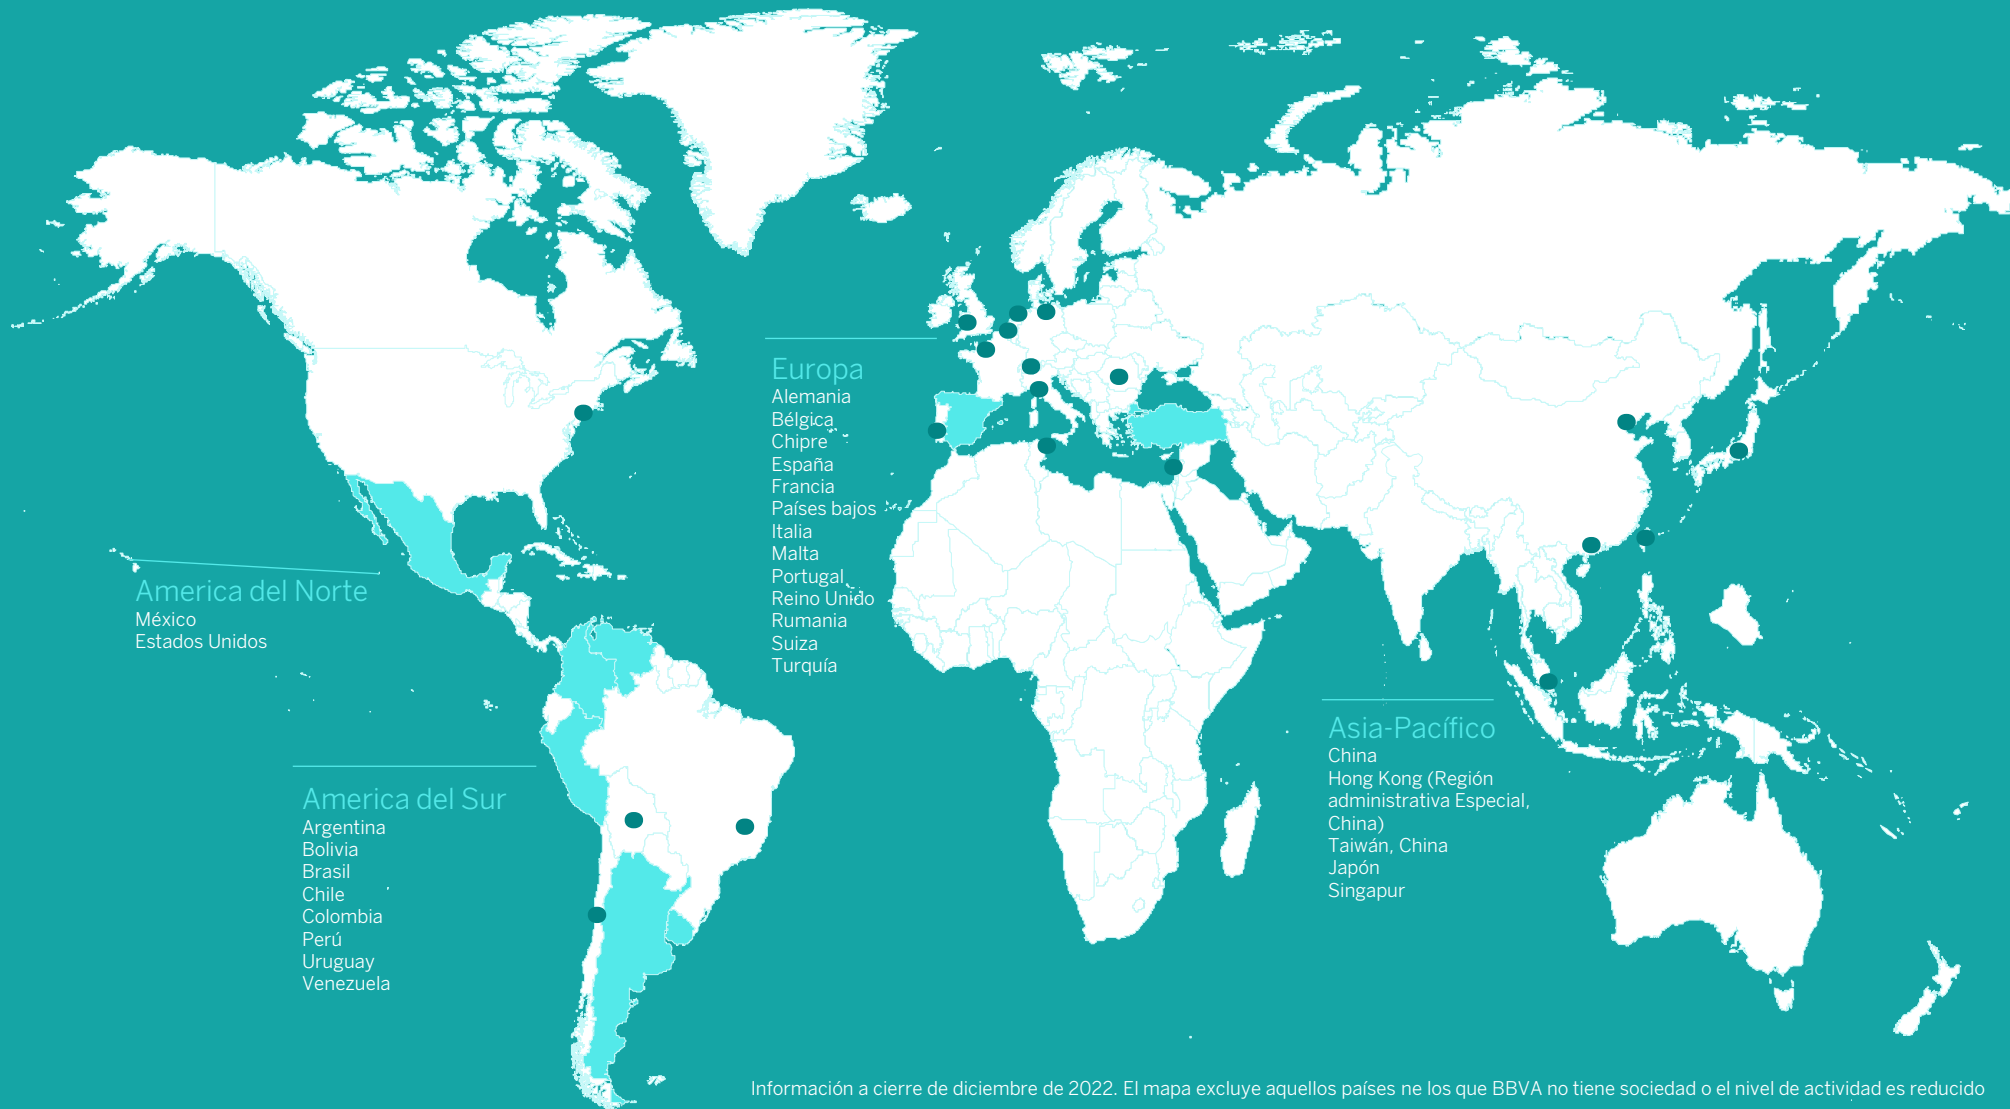 America del Norte
México
Estados Unidos
America del Sur
Argentina
Bolivia
Brasil
Chile
Colombia
Perú
Uruguay
Venezuela
Europa
Alemania
Bélgica
Chipre
España
Francia
Países bajos
Italia
Malta
Portugal
Reino Unido
Rumania
Suiza
Turquía
Asia-Pacífico
China
Hong Kong (Región
administrativa Especial,
China)
Taiwán, China
Japón
Singapur
Información a cierre de diciembre de 2022. El mapa excluye aquellos países ne los que BBVA no tiene sociedad o el nivel de actividad es reducido